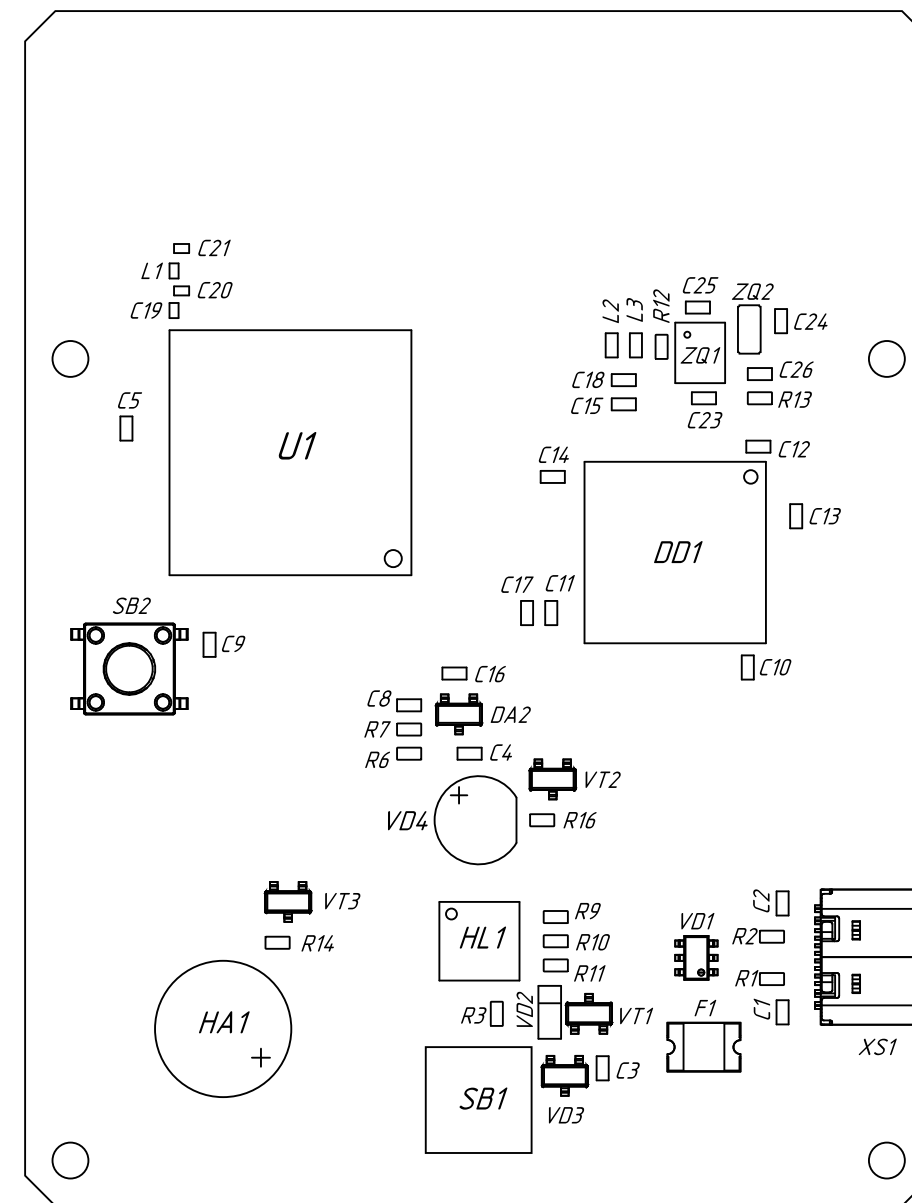 C21
L1
C20
C19
C25
ZQ2
L2
L3
R12
C24
ZQ1
C18
C26
C5
C15
R13
C23
U1
C12
C14
C13
DD1
C17
C11
SB2
C9
C10
C16
C8
DA2
R7
R6
C4
VT2
VD4
R16
VT3
C2
R9
VD1
HL1
R10
R2
R14
R11
R1
VD2
F1
C1
R3
VT1
HA1
XS1
C3
SB1
VD3